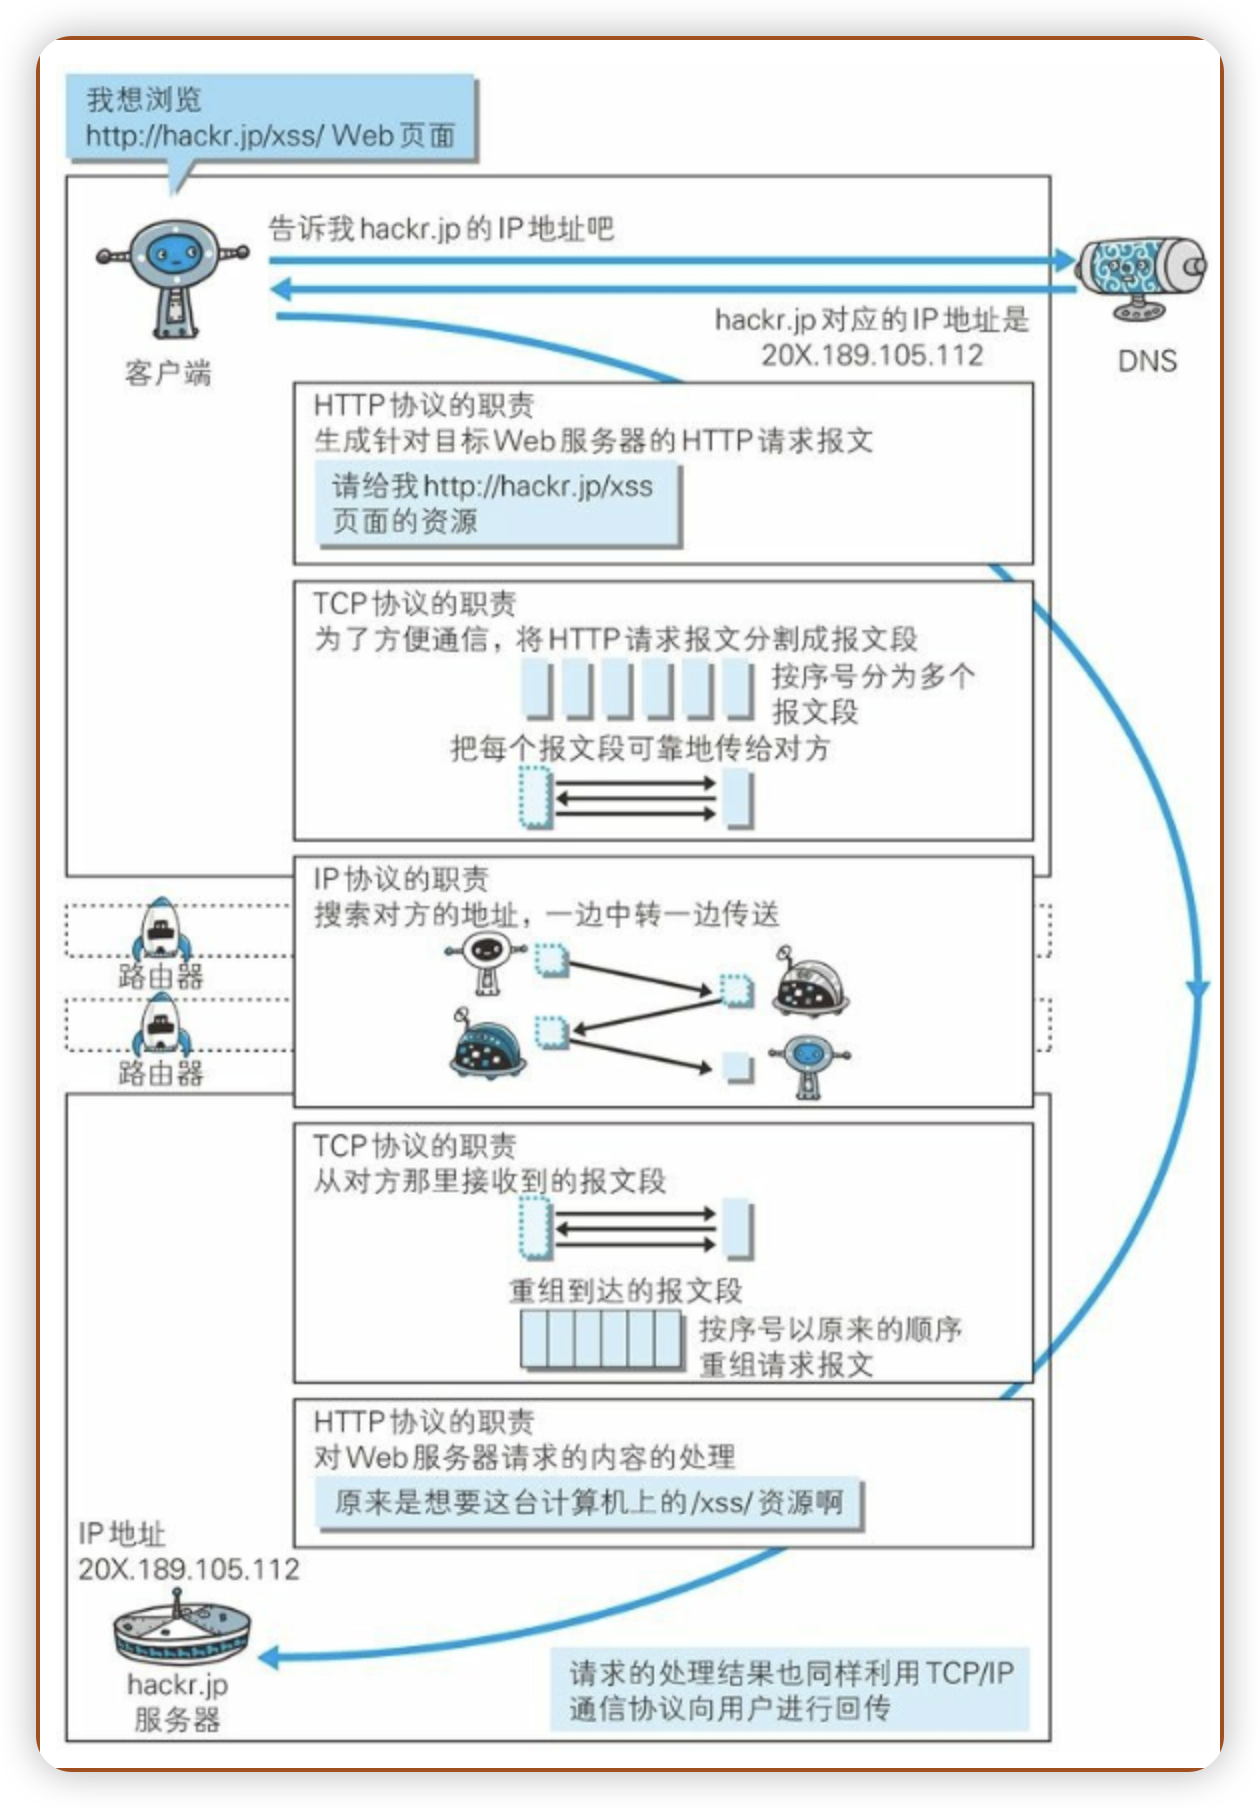 我想浏览
http://hackr.jp/xss/ Web页面
告诉我hackr.jp的IP地址吧
hackr.jp对应的IP地址是
20X.189.105.112
客户端
DNS
HTTP协议的职责
生成针对目标Web服务器的HTTP请求报文
请给我http://hackr.jp/xss
页面的资源
TCP协议的职责
为了方便通信，将HTTP请求报文分割成报文段
按序号分为多个
报文段
把每个报文段可靠地传给对方
IP协议的职责
搜索对方的地址，一边中转一边传送
路由器
路由器
TCP协议的职责
从对方那里接收到的报文段
重组到达的报文段
按序号以原来的顺序
重组请求报文
HTTP协议的职责
对Web服务器请求的内容的处理
原来是想要这台计算机上的/xss/资源啊
IP地址
20X.189.105.112
hackr.jp
服务器
请求的处理结果也同样利用TCP/IP
通信协议向用户进行回传